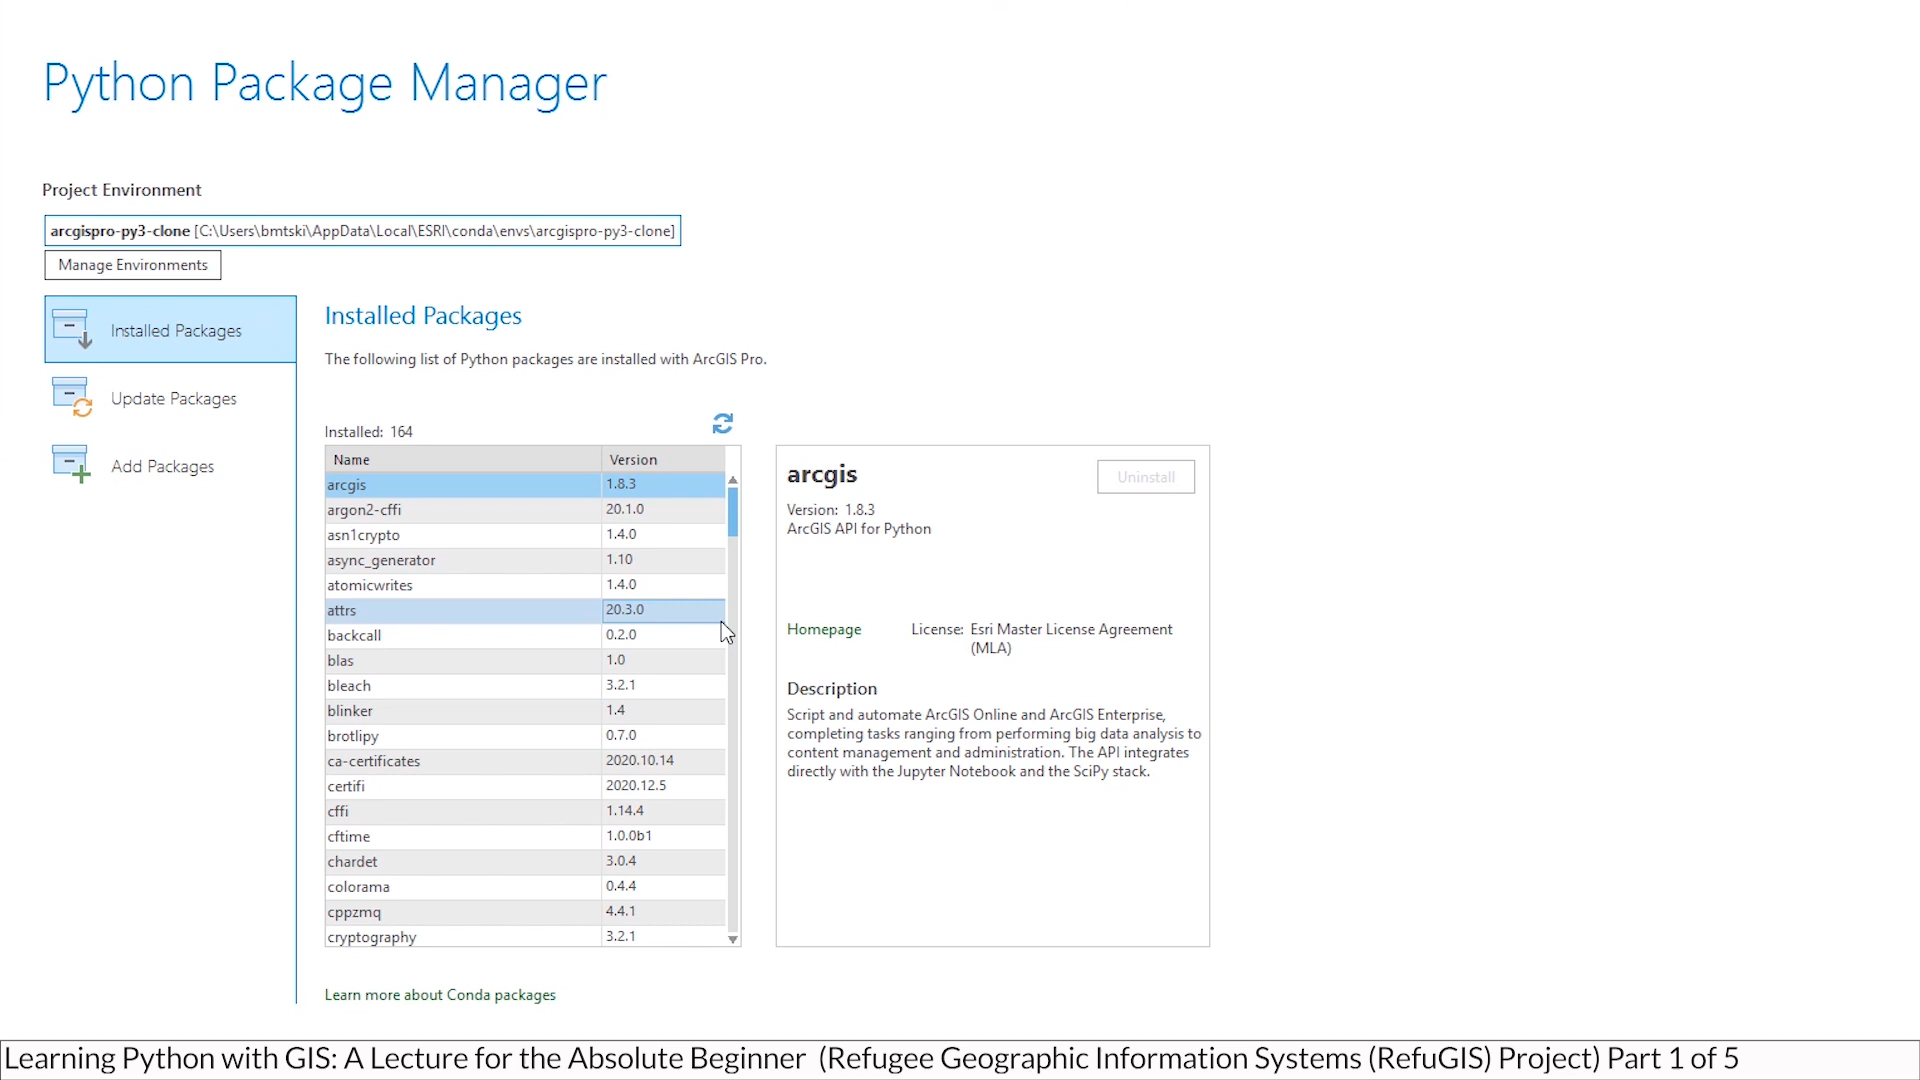 Python Package Manager
Project Environment
arcgispro-py3-clone [C:\Users\bmtski\AppData\Local\ESRI\conda\envs\arcgispro-py3-clone]
Manage Environments
Installed Packages
Update Packages
Add Packages
Installed Packages
The following list of Python packages are installed with ArcGIS Pro.
Installed: 164
Name Version
arcgis 1.8.3
argon2-cffi 20.1.0
asn1crypto 1.4.0
async_generator 1.10
atomicwrites 1.4.0
attrs 20.3.0
backcall 0.2.0
blas 1.0
bleach 3.2.1
blinker 1.4
brotlipy 0.7.0
ca-certificates 2020.10.14
certifi 2020.12.5
cffi 1.14.4
cftime 1.0.0b1
chardet 3.0.4
colorama 0.4.4
cppzmq 4.4.1
cryptography 3.2.1
arcgis
Uninstall
Version: 1.8.3
ArcGIS API for Python
Homepage
License: Esri Master License Agreement
(MLA)
Description
Script and automate ArcGIS Online and ArcGIS Enterprise,
completing tasks ranging from performing big data analysis to
content management and administration. The API integrates
directly with the Jupyter Notebook and the SciPy stack.
Learn more about Conda packages
Learning Python with GIS: A Lecture for the Absolute Beginner (Refugee Geographic Information Systems (RefuGIS) Project) Part 1 of 5